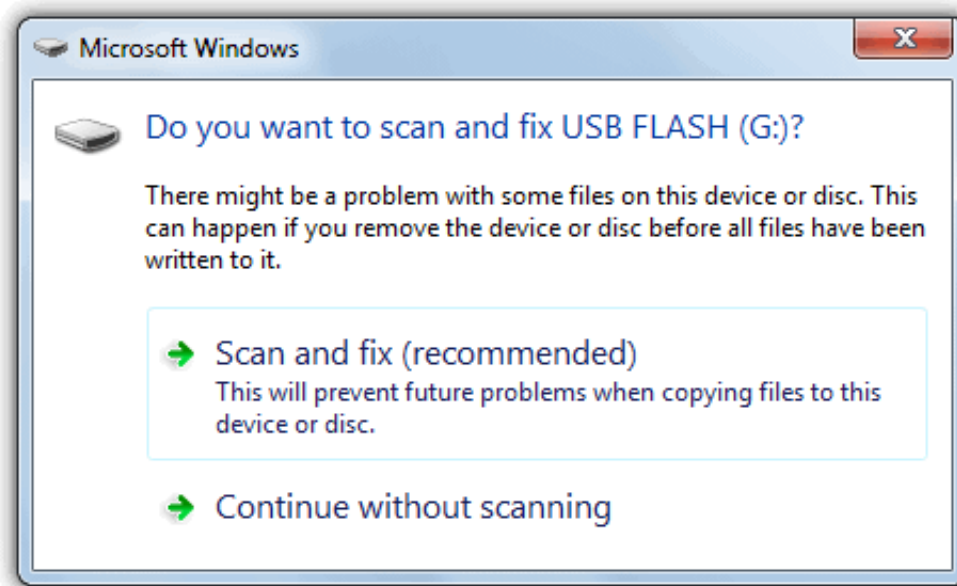 Microsoft Windows
Do you want to scan and fix USB FLASH (G:)?
There might be a problem with some files on this device or disc. This
can happen if you remove the device or disc before all files have been
written to it.
Scan and fix (recommended)
This will prevent future problems when copying files to this
device or disc.
Continue without scanning